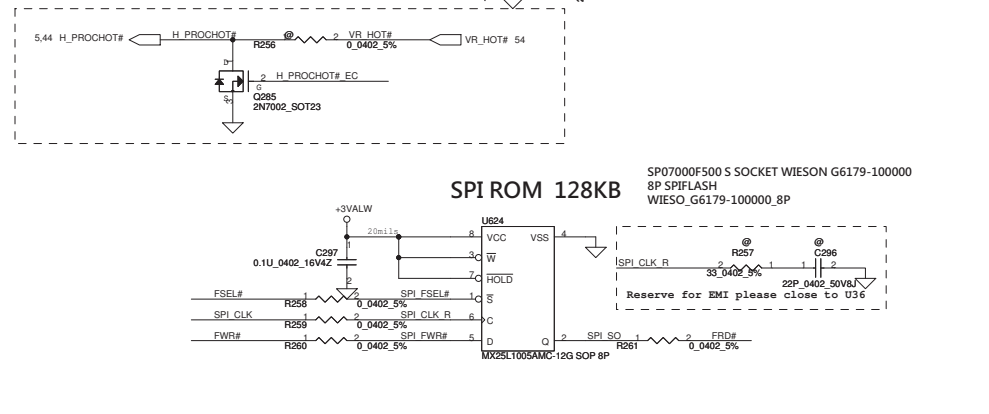 5,44 H_PROCHOT# H_PROCHOT# @ 2 VR_HOT# VR_HOT# 54
R256 0_0402_5%
D
2 H_PROCHOT#_EC
G
S
Q285
2N7002_SOT23
SP07000F500 S SOCKET WIESON G6179-100000
8P SPIFLASH
WIESO_G6179-100000_8P
SPI ROM 128KB
+3VALW
U624
20mils 8 VCC VSS 4
1
C297
0.1U_0402_16V4Z
2
3 W
7 HOLD
@ @
R257 C296
SPI_CLK_R 2 1 1 2
33_0402_5% 22P_0402_50V8J
Reserve for EMI please close to U36
FSEL# 1 2 SPI_FSEL# 1 S
R258 0_0402_5%
SPI_CLK 1 2 SPI_CLK_R 6 C
R259 0_0402_5%
FWR# 1 2 SPI_FWR# 5 D Q 2 SPI_SO 1 2 FRD#
R260 0_0402_5% R261 0_0402_5%
MX25L1005AMC-12G SOP 8P